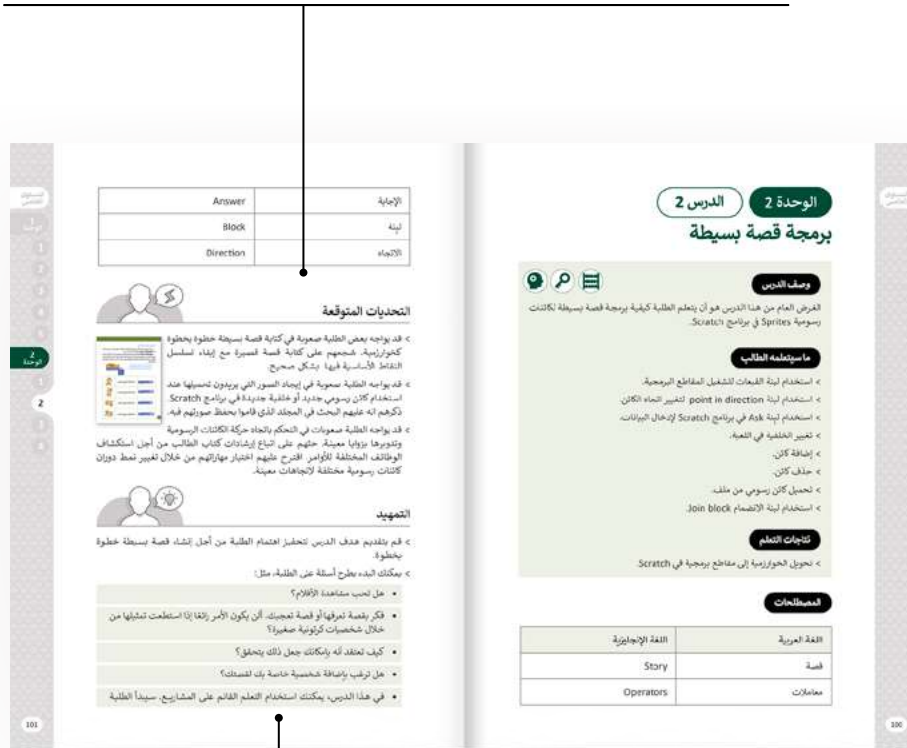 الوحدة 2
الدرس 2
برمجة قصة بسيطة
وصف الدرس
الغرض العام من هذا الدرس هو أن يتعلم الطلبة كيفية برمجة قصة بسيطة لكائنات
رسومية Sprites في برنامج Scratch.
ما سيتعلمه الطالب
> استخدام لبنة القبعات لتشغيل المقاطع البرمجية.
> استخدام لبنة point in direction لتغيير اتجاه الكائن.
> استخدام لبنة Ask في برنامج Scratch لإدخال البيانات.
> تغيير الخلفية في اللعبة.
> إضافة كائن.
> حذف كائن.
> تحميل كائن رسومي من ملف.
> استخدام لبنة الانضمام Join block.
نتاجات التعلم
> تحويل الخوارزمية إلى مقاطع برمجية في Scratch.
المصطلحات
اللغة العربية اللغة الإنجليزية
قصة Story
معاملات Operators
100
الإجابة Answer
لبنة Block
الاتجاه Direction
التحديات المتوقعة
> قد يواجه بعض الطلبة صعوبة في كتابة قصة بسيطة خطوة بخطوة
كخوارزمية. شجعهم على كتابة قصة قصيرة مع إبقاء تسلسل
النقاط الأساسية فيها بشكل صحيح.
> قد يواجه الطلبة صعوبة في إيجاد الصور التي يريدون تحميلها عند
استخدام كائن رسومي جديد أو خلفية جديدة في برنامج Scratch.
ذكرهم انه عليهم البحث في المجلد الذي قاموا بحفظ صورتهم فيه.
> قد يواجه الطلبة صعوبات في التحكم باتجاه حركة الكائنات الرسومية
وتدويرها بزوايا معينة. حثهم على اتباع إرشادات كتاب الطالب من أجل استكشاف
الوظائف المختلفة للأوامر. اقترح عليهم اختبار مهاراتهم من خلال تغيير نمط دوران
كائنات رسومية مختلفة لاتجاهات معينة.
التمهيد
> قم بتقديم هدف الدرس لتحفيز اهتمام الطلبة من أجل إنشاء قصة بسيطة خطوة
بخطوة.
> يمكنك البدء بطرح أسئلة على الطلبة، مثل:
• هل تحب مشاهدة الأفلام؟
• فكر بقصة تعرفها أو قصة تعجبك. ألن يكون الأمر رائعا إذا استطعت تمثيلها من
خلال شخصيات كرتونية صغيرة؟
• كيف تعتقد أنه بإمكانك جعل ذلك يتحقق؟
• هل ترغب بإضافة شخصية خاصة بك لقصتك؟
• في هذا الدرس، يمكنك استخدام التعلم القائم على المشاريع. سيبدأ الطلبة
101
2
الوحدة
2